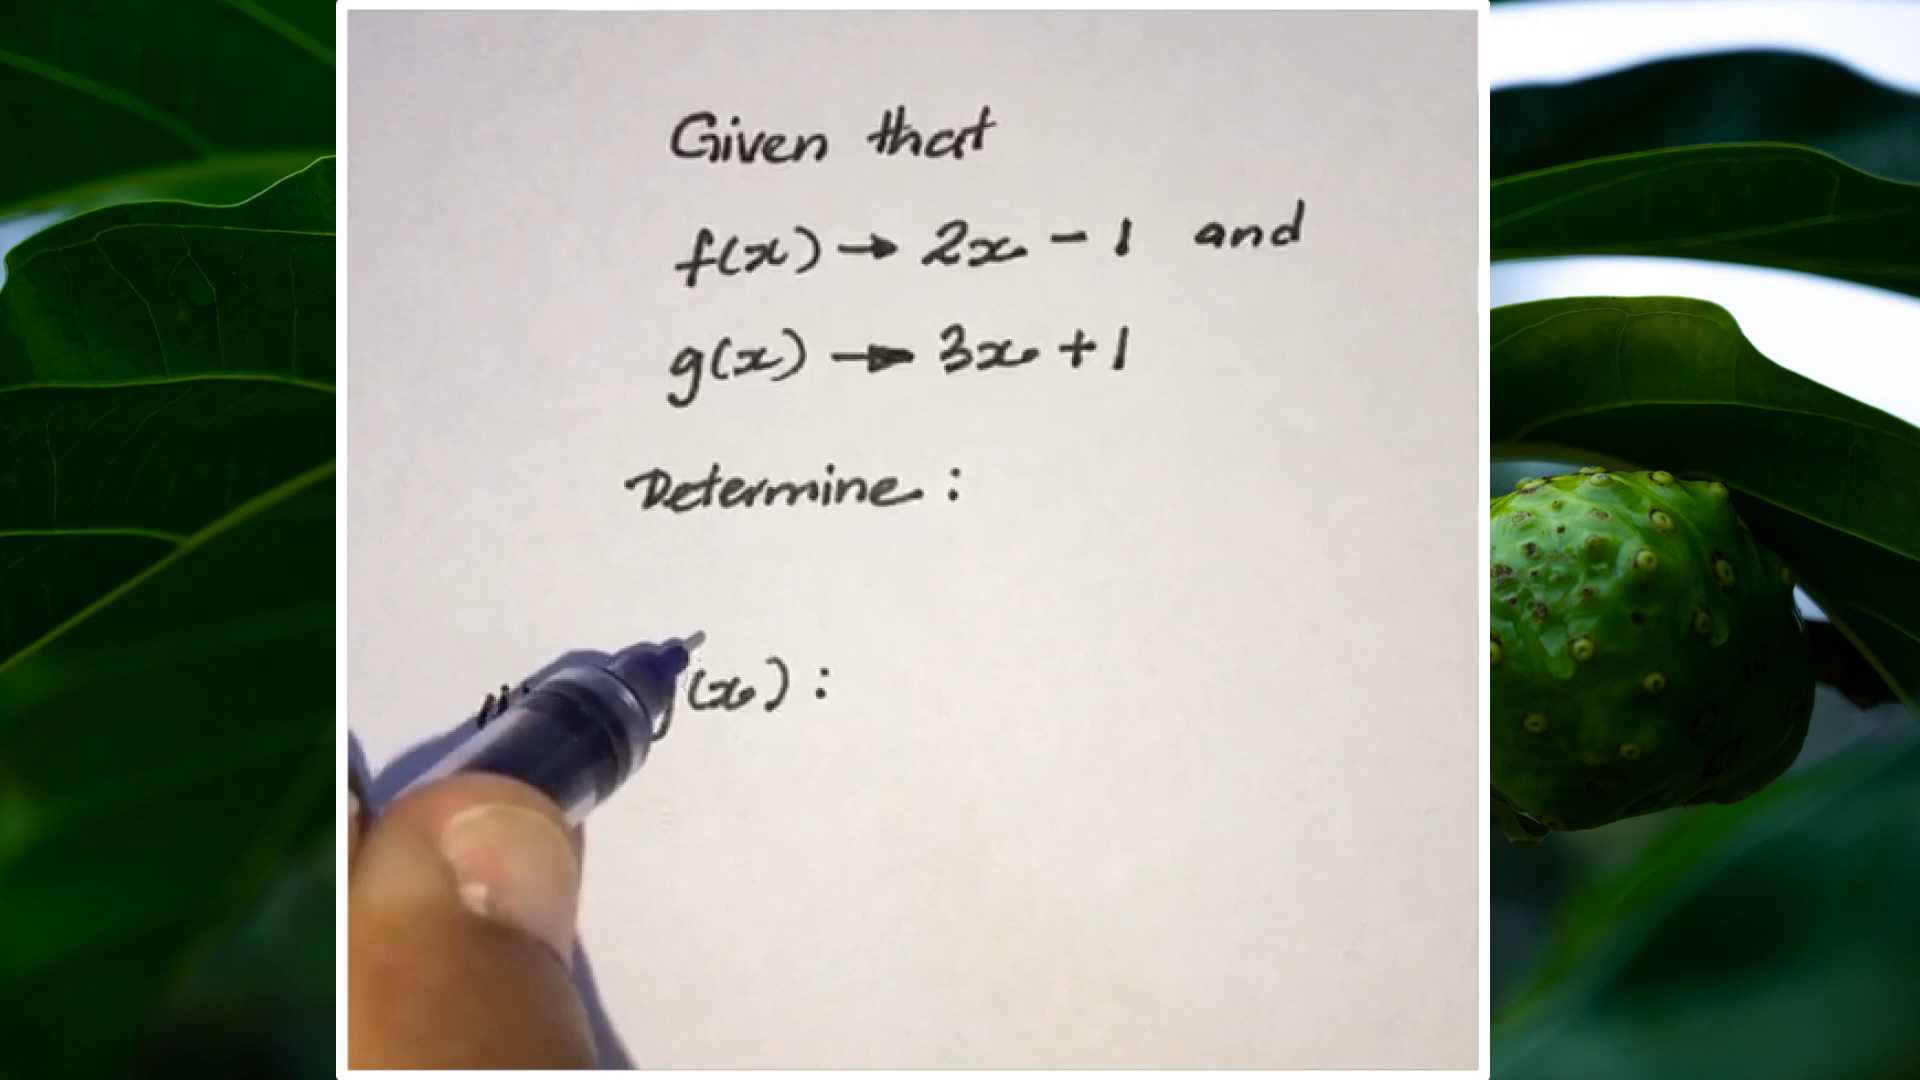 Given that
f(x) → 2x - 1 and
g(x) → 3x + 1
Determine :
(x) :